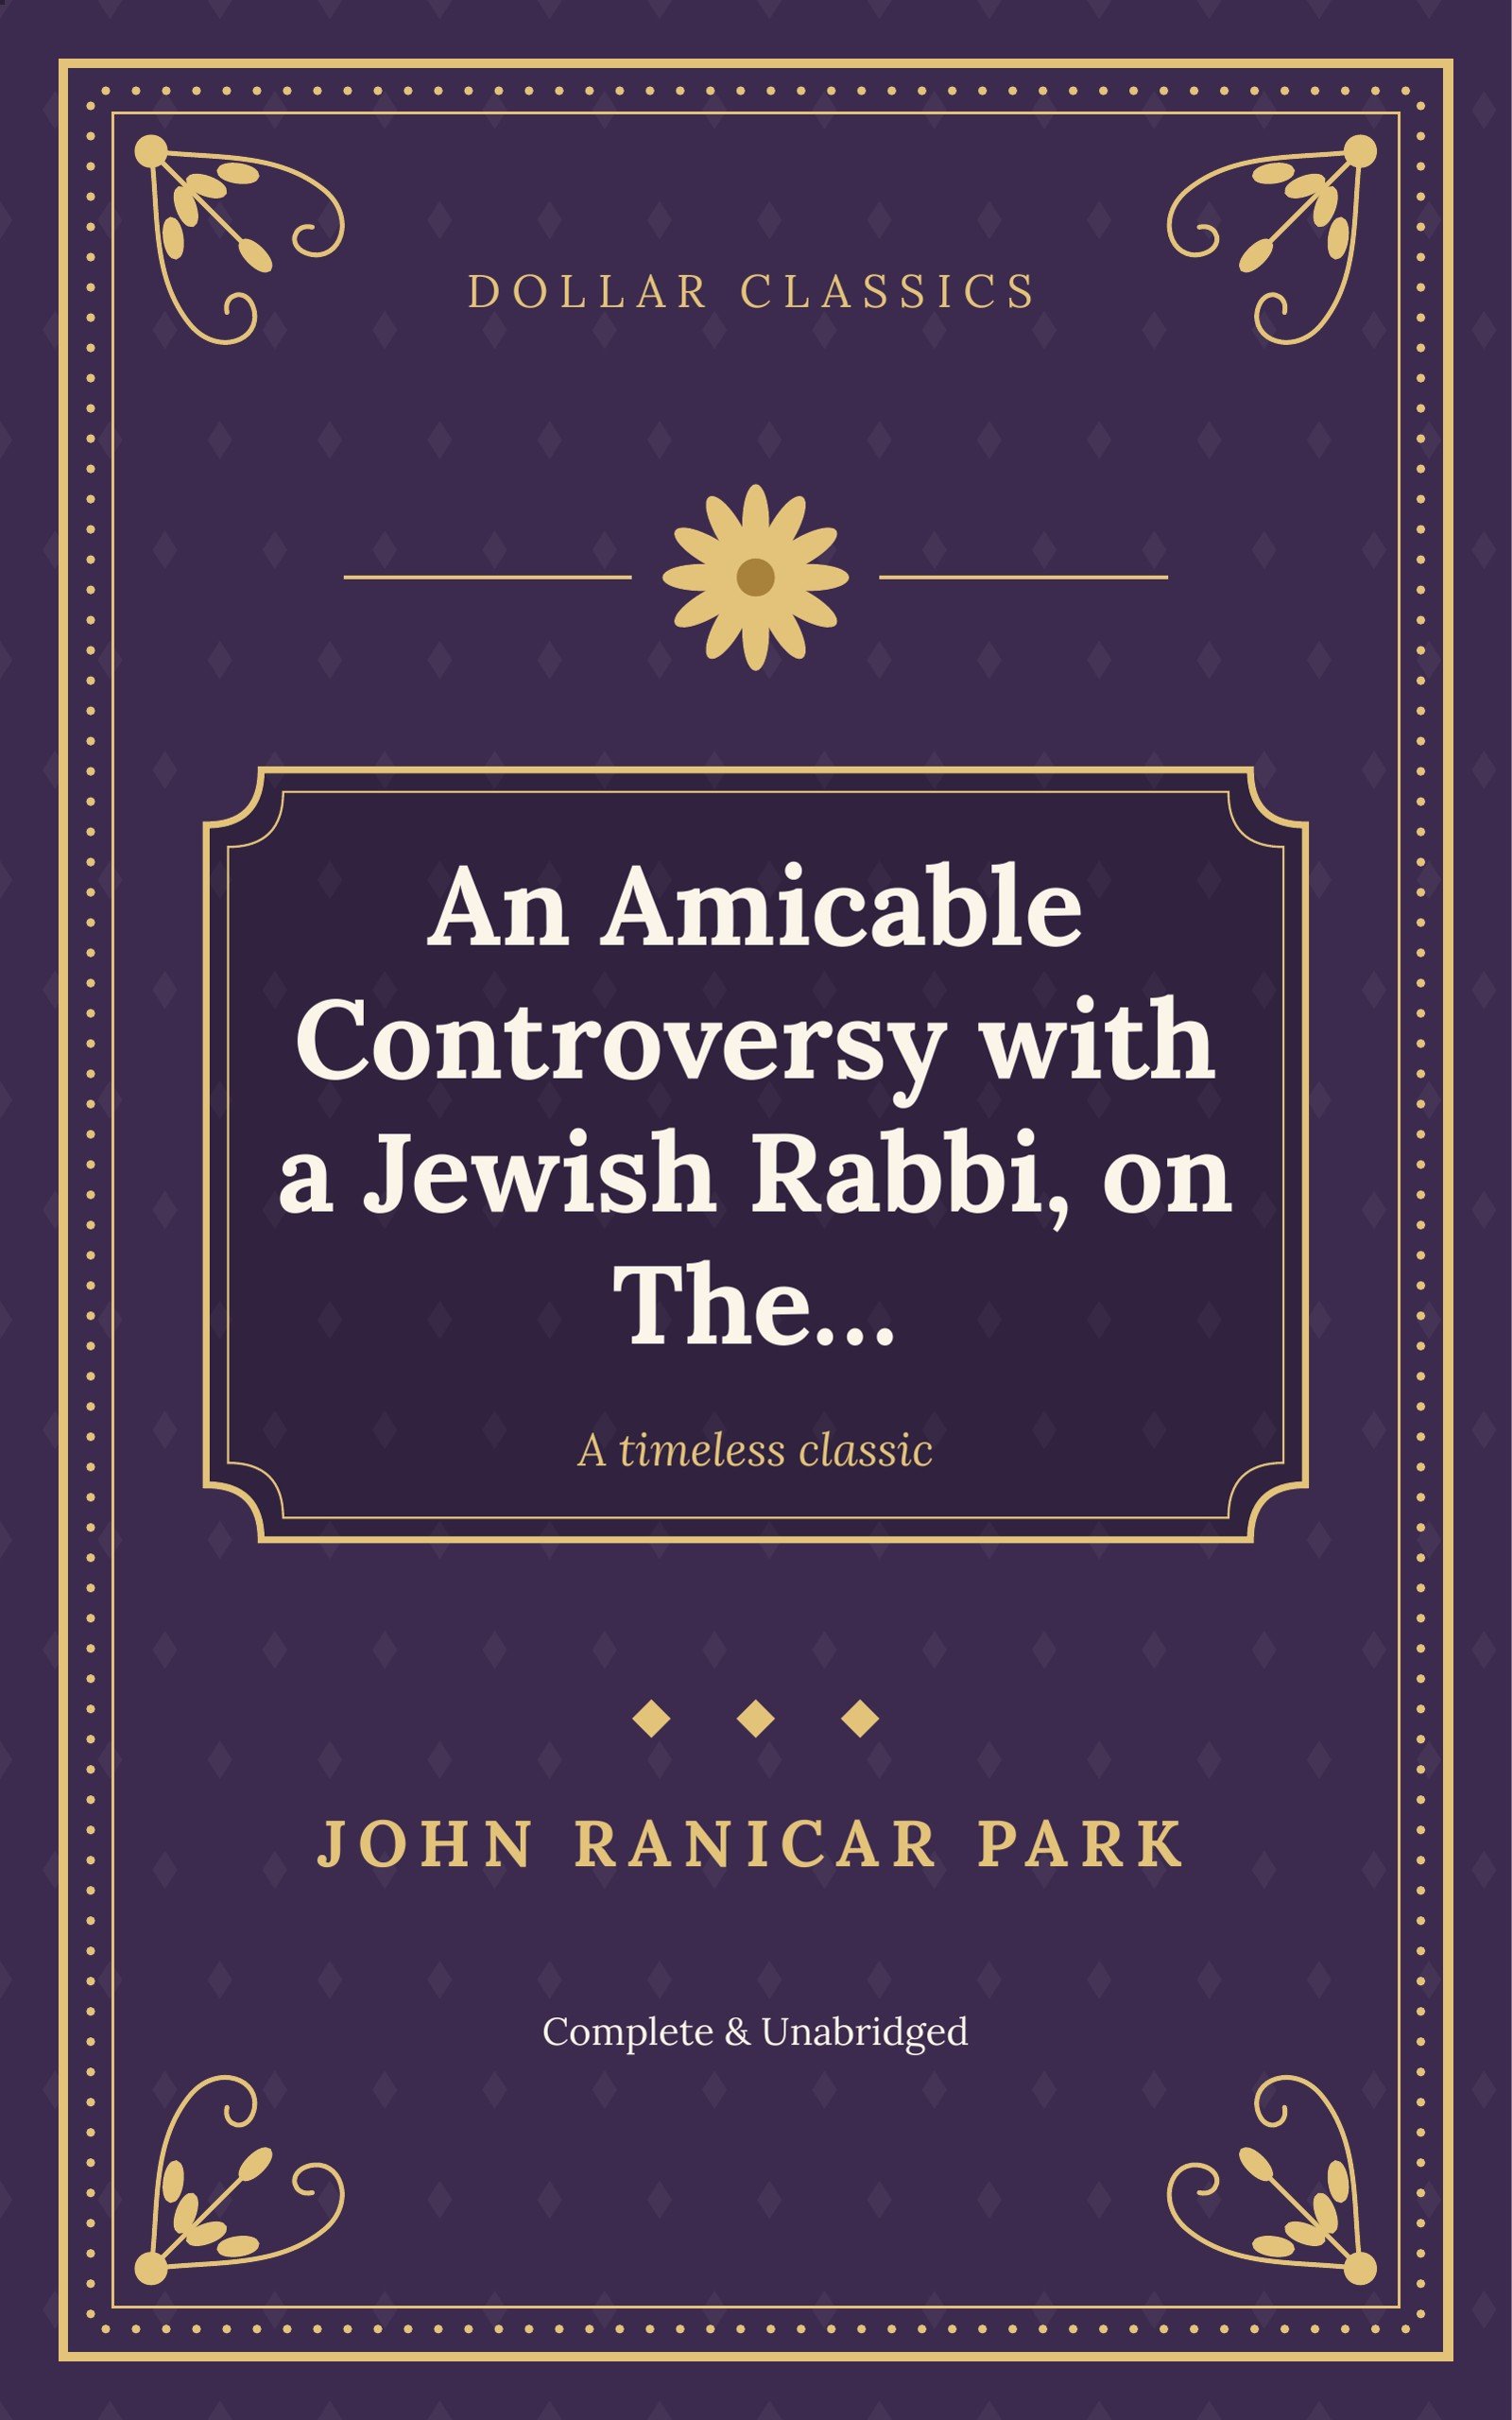 DOLLAR CLASSICS
An Amicable
Controversy with
a Jewish Rabbi, on
The...
A timeless classic
JOHN RANICAR PARK
Complete & Unabridged